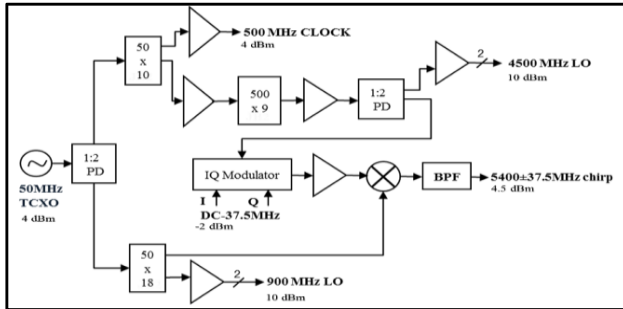 50
x
10
500 MHz CLOCK
4 dBm
2
4500 MHz LO
10 dBm
500
x 9
1:2
PD
1:2
PD
50MHz
TCXO
4 dBm
IQ Modulator
I Q
DC-37.5MHz
-2 dBm
BPF
5400±37.5MHz chirp
4.5 dBm
50
x
18
2
900 MHz LO
10 dBm